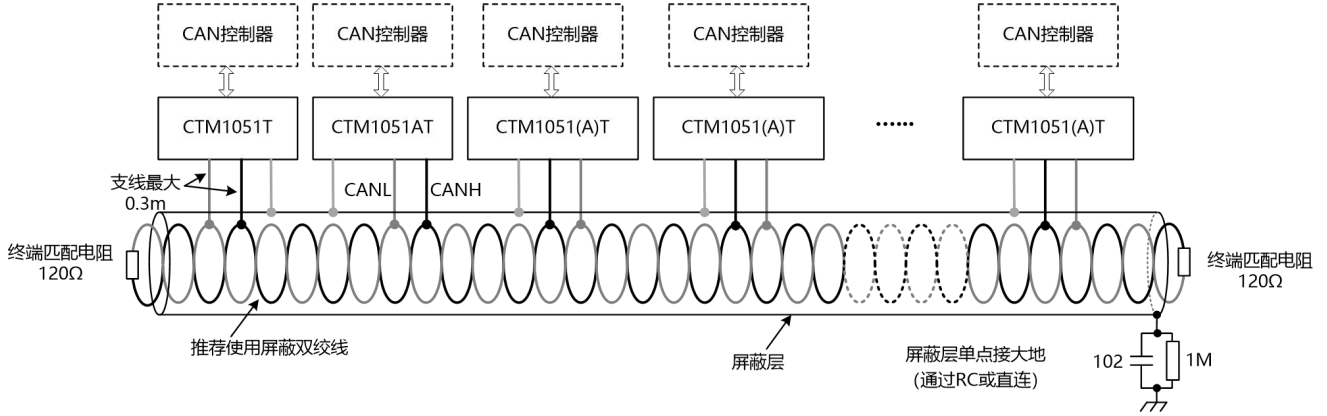 CAN控制器
CAN控制器
CAN控制器
CAN控制器
CAN控制器
CTM1051T
CTM1051AT
CTM1051(A)T
CTM1051(A)T
······
CTM1051(A)T
支线最大
0.3m
CANL
CANH
终端匹配电阻
120Ω
终端匹配电阻
120Ω
推荐使用屏蔽双绞线
屏蔽层
屏蔽层单点接大地
(通过RC或直连)
102
1M